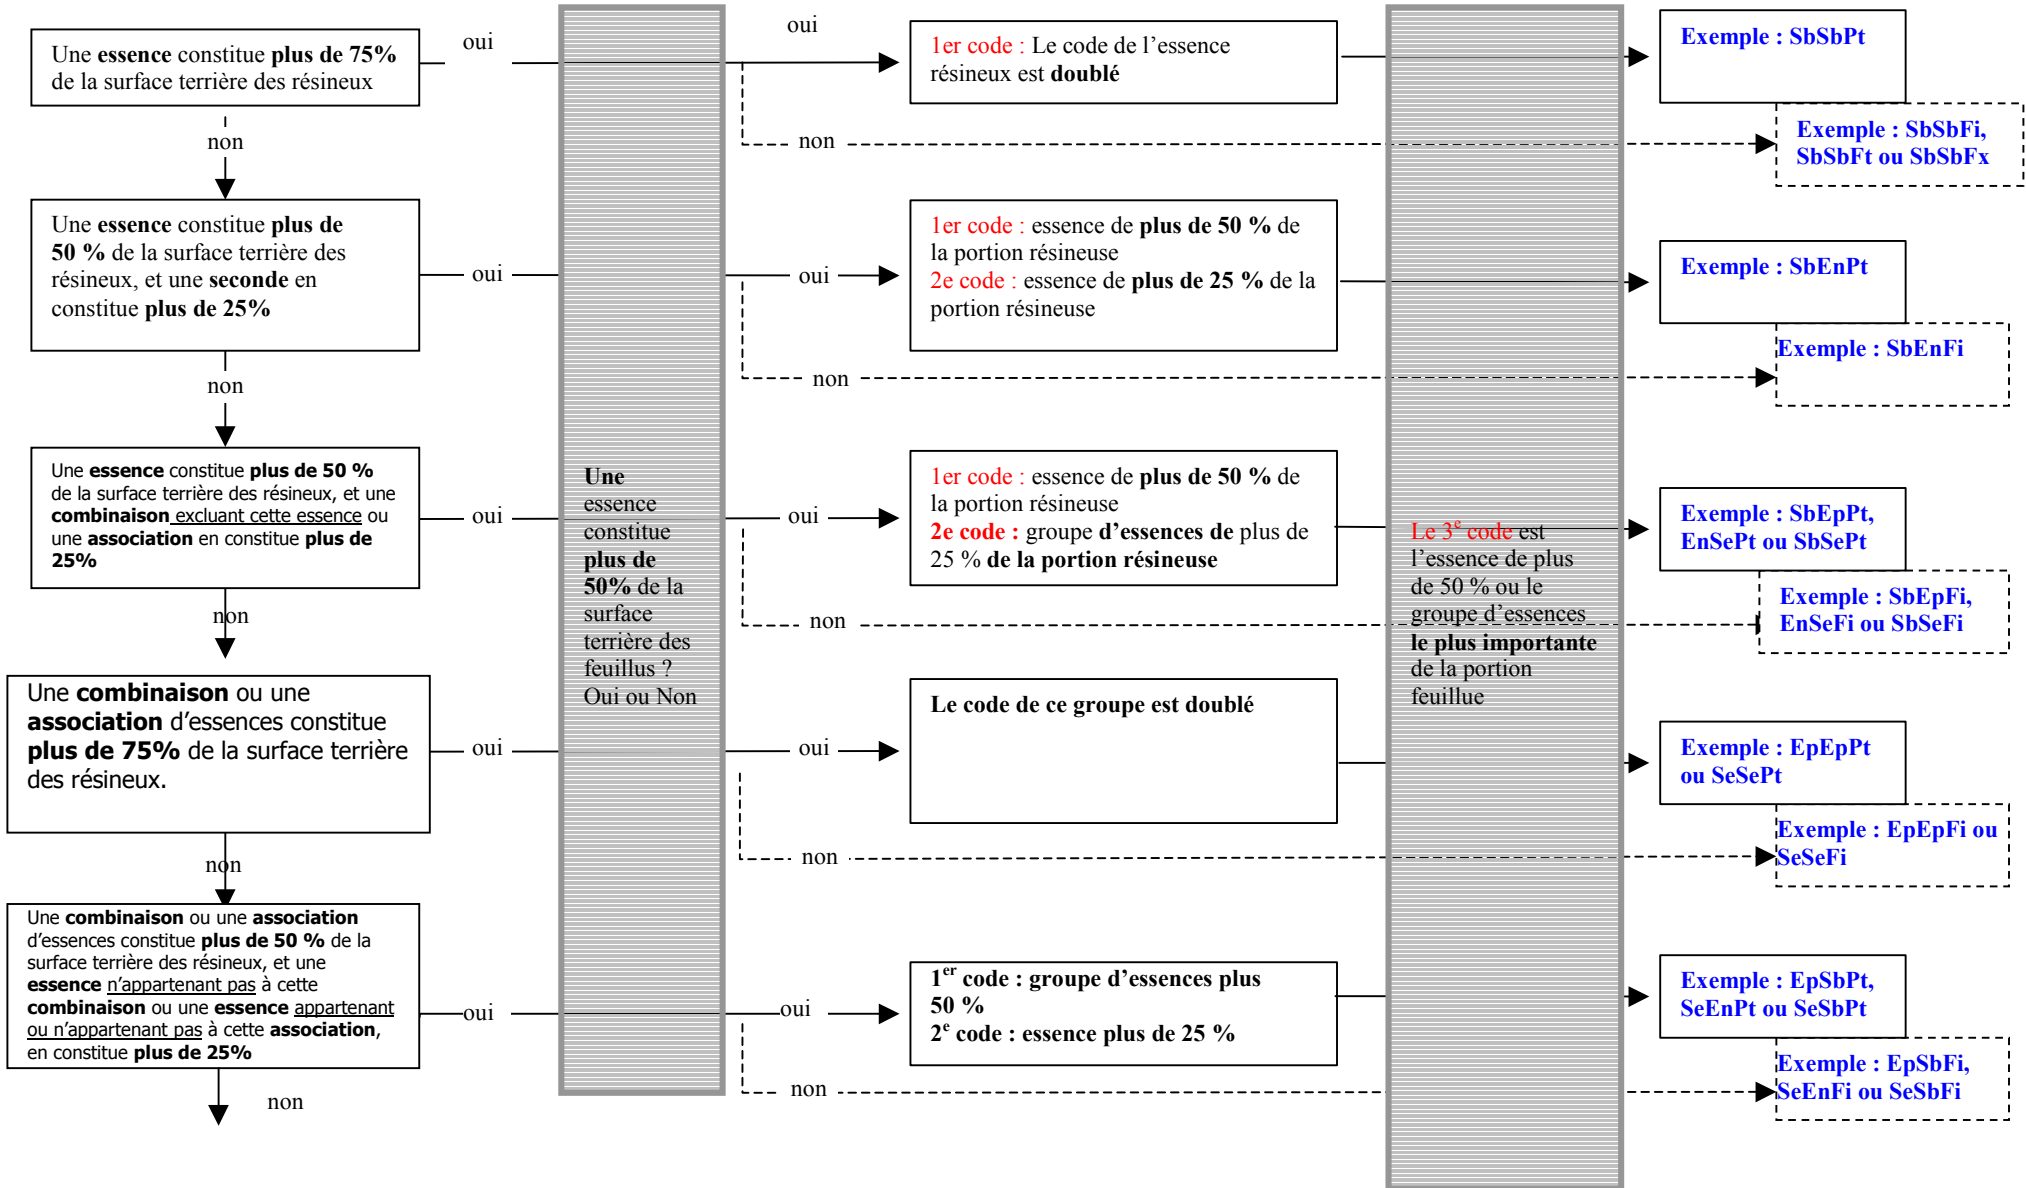 Une essence constitue plus de 75%
de la surface terrière des résineux
oui
oui
1er code : Le code de l’essence
résineux est doublé
Exemple : SbSbPt
non
non
Exemple : SbSbFi,
SbSbFt ou SbSbFx
Une essence constitue plus de
50 % de la surface terrière des
résineux, et une seconde en
constitue plus de 25%
oui
oui
1er code : essence de plus de 50 % de
la portion résineuse
2e code : essence de plus de 25 % de la
portion résineuse
Exemple : SbEnPt
non
non
Exemple : SbEnFi
Une essence constitue plus de 50 %
de la surface terrière des résineux, et une
combinaison excluant cette essence ou
une association en constitue plus de
25%
oui
Une
essence
constitue
plus de
50% de la
surface
terrière des
feuillus ?
Oui ou Non
oui
1er code : essence de plus de 50 % de
la portion résineuse
2e code : groupe d’essences de plus de
25 % de la portion résineuse
Le 3e code est
l’essence de plus
de 50 % ou le
groupe d’essences
le plus importante
de la portion
feuillue
Exemple : SbEpPt,
EnSePt ou SbSePt
non
non
Exemple : SbEpFi,
EnSeFi ou SbSeFi
Une combinaison ou une
association d’essences constitue
plus de 75% de la surface terrière
des résineux.
oui
oui
Le code de ce groupe est doublé
Exemple : EpEpPt
ou SeSePt
non
non
Exemple : EpEpFi ou
SeSeFi
Une combinaison ou une association
d’essences constitue plus de 50 % de la
surface terrière des résineux, et une
essence n’appartenant pas à cette
combinaison ou une essence appartenant
ou n’appartenant pas à cette association,
en constitue plus de 25%
oui
oui
1er code : groupe d’essences plus
50 %
2e code : essence plus de 25 %
Exemple : EpSbPt,
SeEnPt ou SeSbPt
non
non
Exemple : EpSbFi,
SeEnFi ou SeSbFi